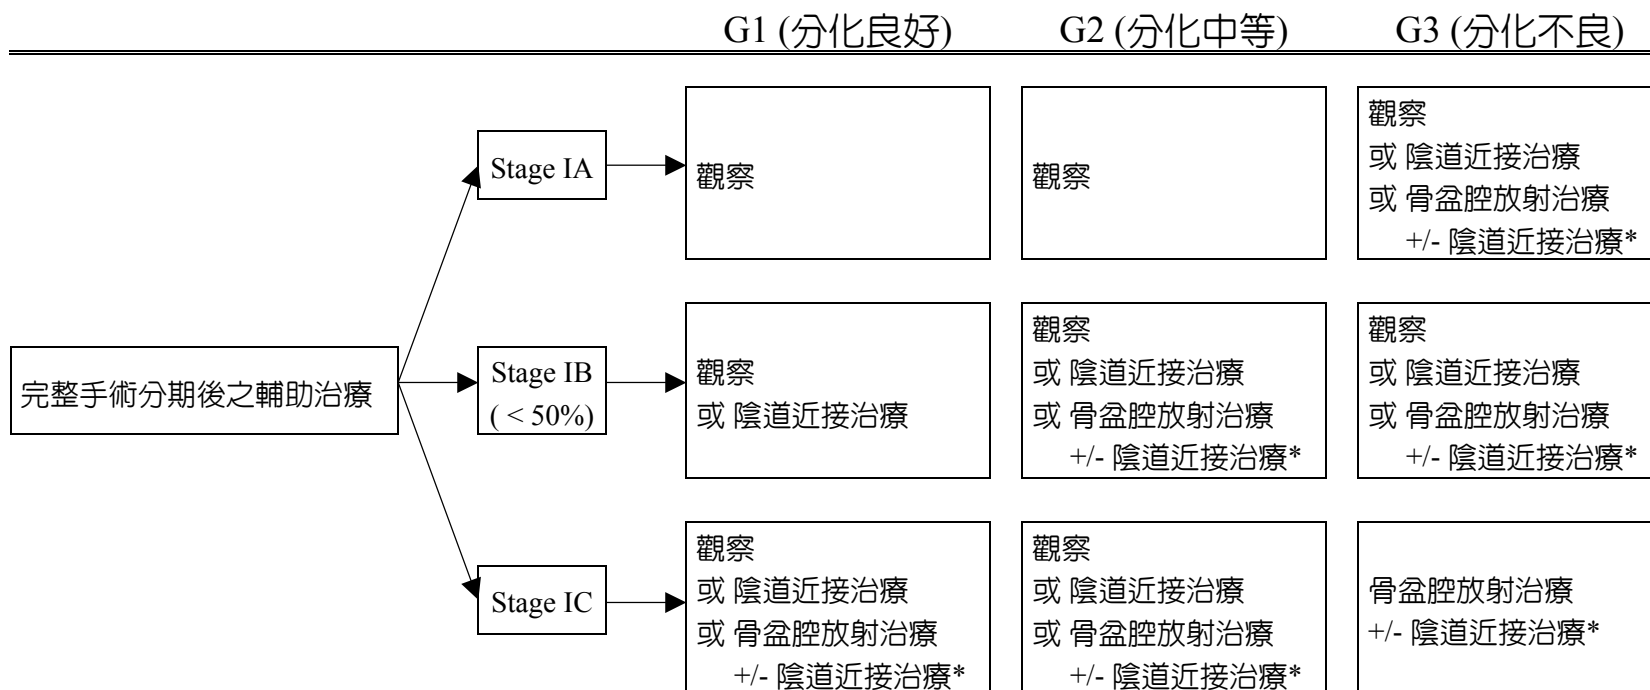 G1 (分化良好) G2 (分化中等) G3 (分化不良)
Stage IA
觀察
觀察
觀察
或 陰道近接治療
或 骨盆腔放射治療
+/- 陰道近接治療*
完整手術分期後之輔助治療
Stage IB
( < 50%)
觀察
或 陰道近接治療
觀察
或 陰道近接治療
或 骨盆腔放射治療
+/- 陰道近接治療*
觀察
或 陰道近接治療
或 骨盆腔放射治療
+/- 陰道近接治療*
Stage IC
觀察
或 陰道近接治療
或 骨盆腔放射治療
+/- 陰道近接治療*
觀察
或 陰道近接治療
或 骨盆腔放射治療
+/- 陰道近接治療*
骨盆腔放射治療
+/- 陰道近接治療*